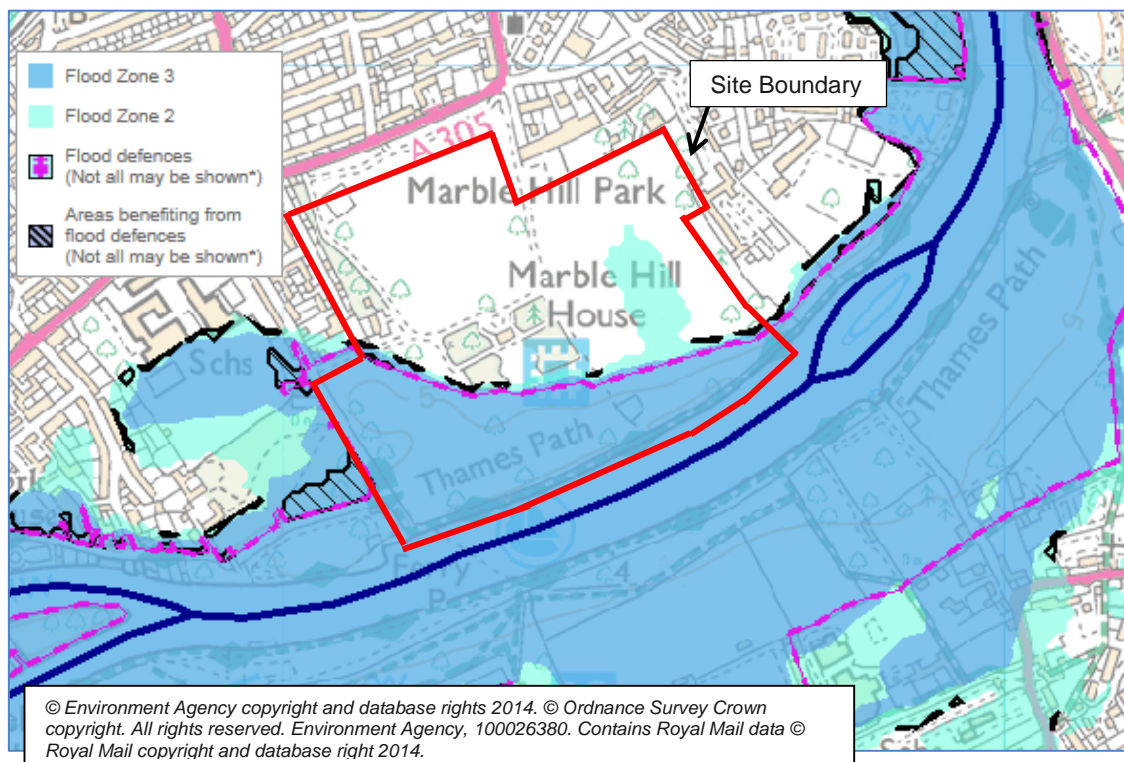 Flood Zone 3
Flood Zone 2
Flood defences
(Not all may be shown*)
Areas benefiting from
flood defences
(Not all may be shown*)
Site Boundary
A 305
Marble Hill Park
Marble Hill
House
Schs
W
5
Thames Path
Thames Path
Ferry
P
4
© Environment Agency copyright and database rights 2014. © Ordnance Survey Crown
copyright. All rights reserved. Environment Agency, 100026380. Contains Royal Mail data ©
Royal Mail copyright and database right 2014.